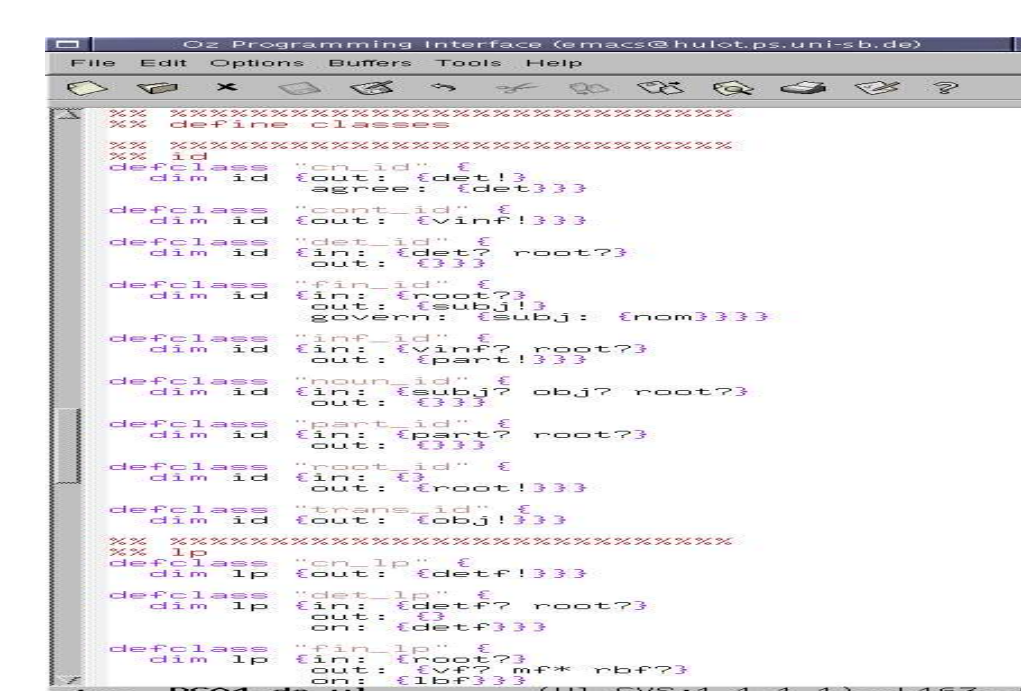 Oz Programming Interface (emacs@hulot.ps.uni-sb.de)
File Edit Options Buffers Tools Help
%% %%%%%%%%%%%%%%%%%%%%%%%%%%%%
%% define classes
%% %%%%%%%%%%%%%%%%%%%%%%%%%%%%
%% id
defclass "cn_id" {
dim id {out: {det!}
agree: {det}}}
defclass "cont_id" {
dim id {out: {vinf!}}}
defclass "det_id" {
dim id {in: {det? root?}
out: {}}}
defclass "fin_id" {
dim id {in: {root?}
out: {subj!}
govern: {subj: {nom}}}}
defclass "inf_id" {
dim id {in: {vinf? root?}
out: {part!}}}
defclass "noun_id" {
dim id {in: {subj? obj? root?}
out: {}}}
defclass "part_id" {
dim id {in: {part? root?}
out: {}}}
defclass "root_id" {
dim id {in: {}
out: {root!}}}
defclass "trans_id" {
dim id {out: {obj!}}}
%% %%%%%%%%%%%%%%%%%%%%%%%%%%%%
%% lp
defclass "cn_lp" {
dim lp {out: {detf!}}}
defclass "det_lp" {
dim lp {in: {detf? root?}
out: {}
on: {detf}}}
defclass "fin_lp" {
dim lp {in: {root?}
out: {vf? mf* rbf?}
on: {lbf}}}